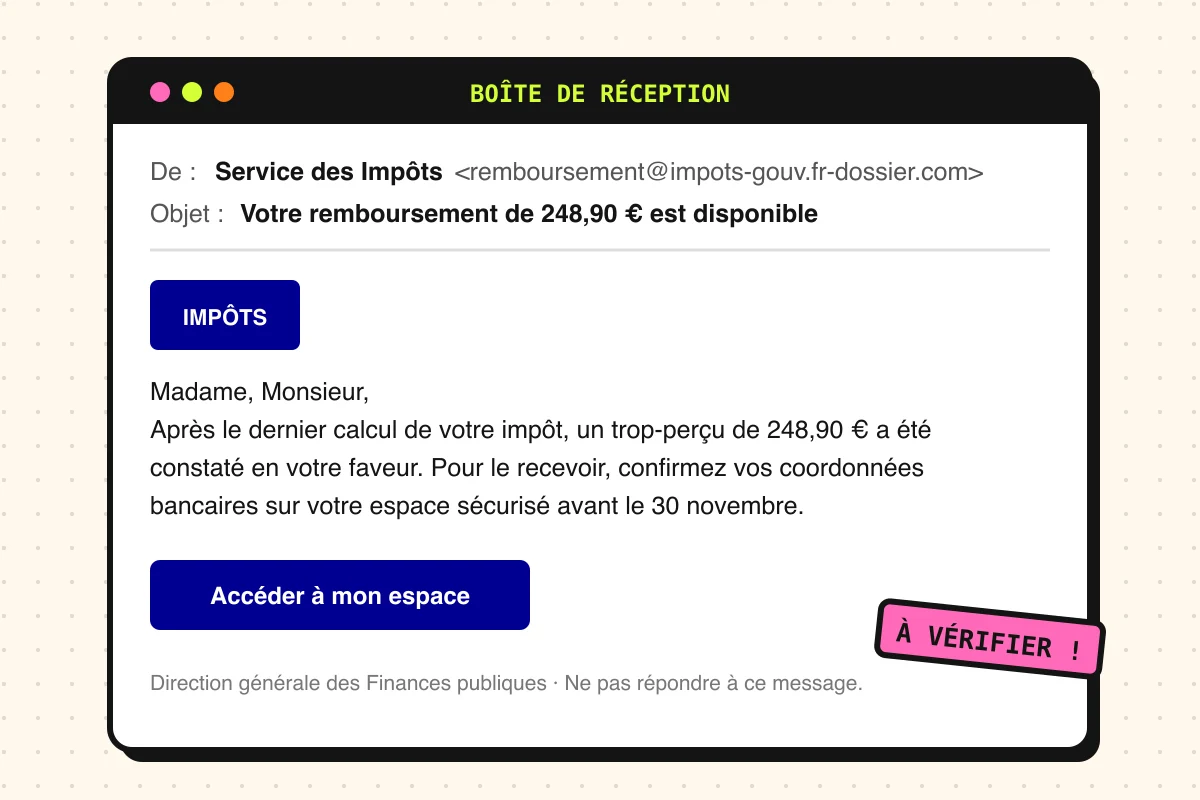 BOÎTE DE RÉCEPTION
De : Service des Impôts <remboursement@impots-gouv.fr-dossier.com>
Objet : Votre remboursement de 248,90 € est disponible
IMPÔTS
Madame, Monsieur,
Après le dernier calcul de votre impôt, un trop-perçu de 248,90 € a été
constaté en votre faveur. Pour le recevoir, confirmez vos coordonnées
bancaires sur votre espace sécurisé avant le 30 novembre.
Accéder à mon espace
À VÉRIFIER !
Direction générale des Finances publiques · Ne pas répondre à ce message.